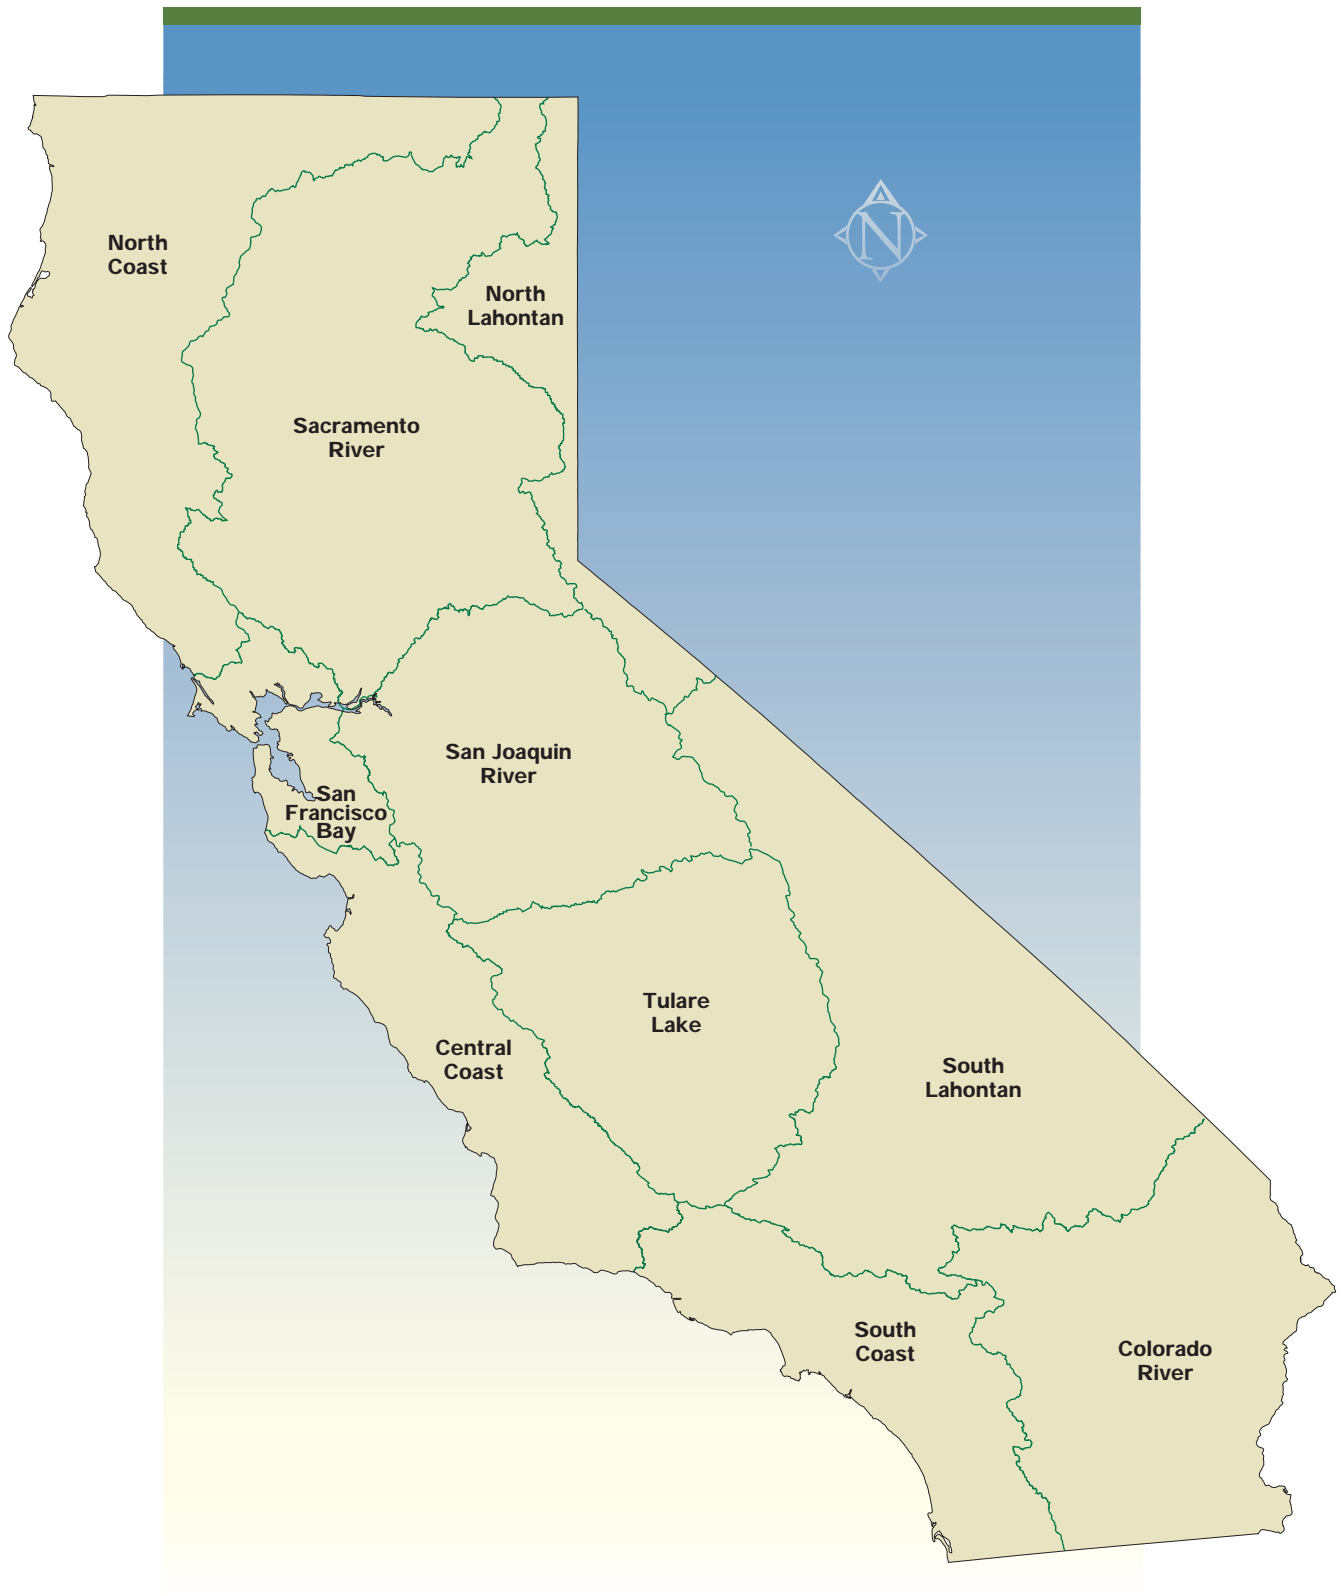 North
Coast
N
North
Lahontan
Sacramento
River
San Joaquin
River
San
Francisco
Bay
Tulare
Lake
Central
Coast
South
Lahontan
South
Coast
Colorado
River